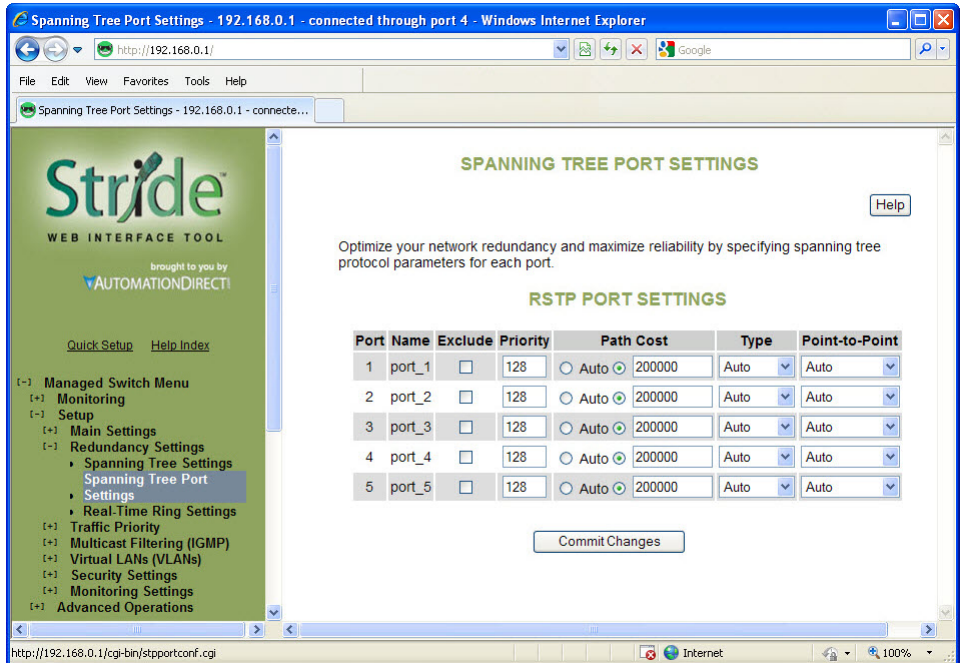 Spanning Tree Port Settings - 192.168.0.1 - connected through port 4 - Windows Internet Explorer
http://192.168.0.1/
Google
File Edit View Favorites Tools Help
Spanning Tree Port Settings - 192.168.0.1 - connecte...
Stride™
WEB INTERFACE TOOL
brought to you by
AUTOMATIONDIRECT
Quick Setup Help Index
[-] Managed Switch Menu
[+] Monitoring
[-] Setup
[+] Main Settings
[-] Redundancy Settings
Spanning Tree Settings
Spanning Tree Port
Settings
Real-Time Ring Settings
[+] Traffic Priority
[+] Multicast Filtering (IGMP)
[+] Virtual LANs (VLANs)
[+] Security Settings
[+] Monitoring Settings
[+] Advanced Operations
SPANNING TREE PORT SETTINGS
Help
Optimize your network redundancy and maximize reliability by specifying spanning tree
protocol parameters for each port.
RSTP PORT SETTINGS
Port Name Exclude Priority Path Cost Type Point-to-Point
1 port_1 128 Auto 200000 Auto Auto
2 port_2 128 Auto 200000 Auto Auto
3 port_3 128 Auto 200000 Auto Auto
4 port_4 128 Auto 200000 Auto Auto
5 port_5 128 Auto 200000 Auto Auto
Commit Changes
http://192.168.0.1/cgi-bin/stpportconf.cgi
Internet
100%